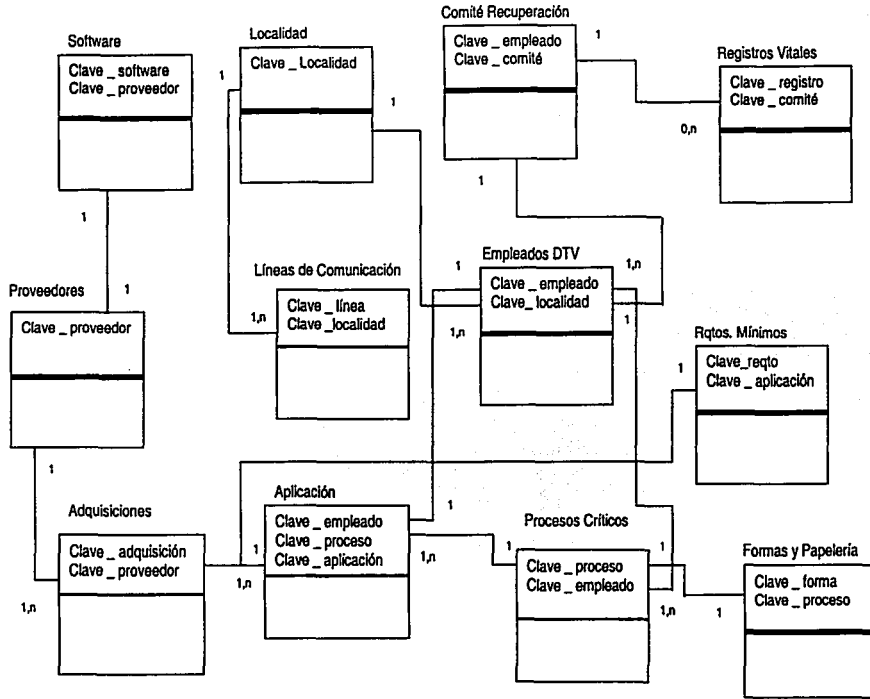 Software
Clave _ software
Clave _ proveedor
1
Localidad
Clave _ Localidad
1
1
Comité Recuperación
Clave _ empleado
Clave _ comité
1
1
Registros Vitales
Clave _ registro
Clave _ comité
0,n
Proveedores
Clave _ proveedor
1
1
Líneas de Comunicación
Clave _ línea
Clave _localidad
1,n
Empleados DTV
Clave _ empleado
Clave_ localidad
1
1,n
1,n
1
Rqtos. Mínimos
Clave_reqto
Clave _ aplicación
1
Adquisiciones
Clave _ adquisición
Clave _ proveedor
1,n
Aplicación
Clave _ empleado
Clave _ proceso
Clave _ aplicación
1
1,n
1
1,n
Procesos Críticos
Clave _ proceso
Clave _ empleado
1
1
1,n
Formas y Papelería
Clave _ forma
Clave _ proceso
1